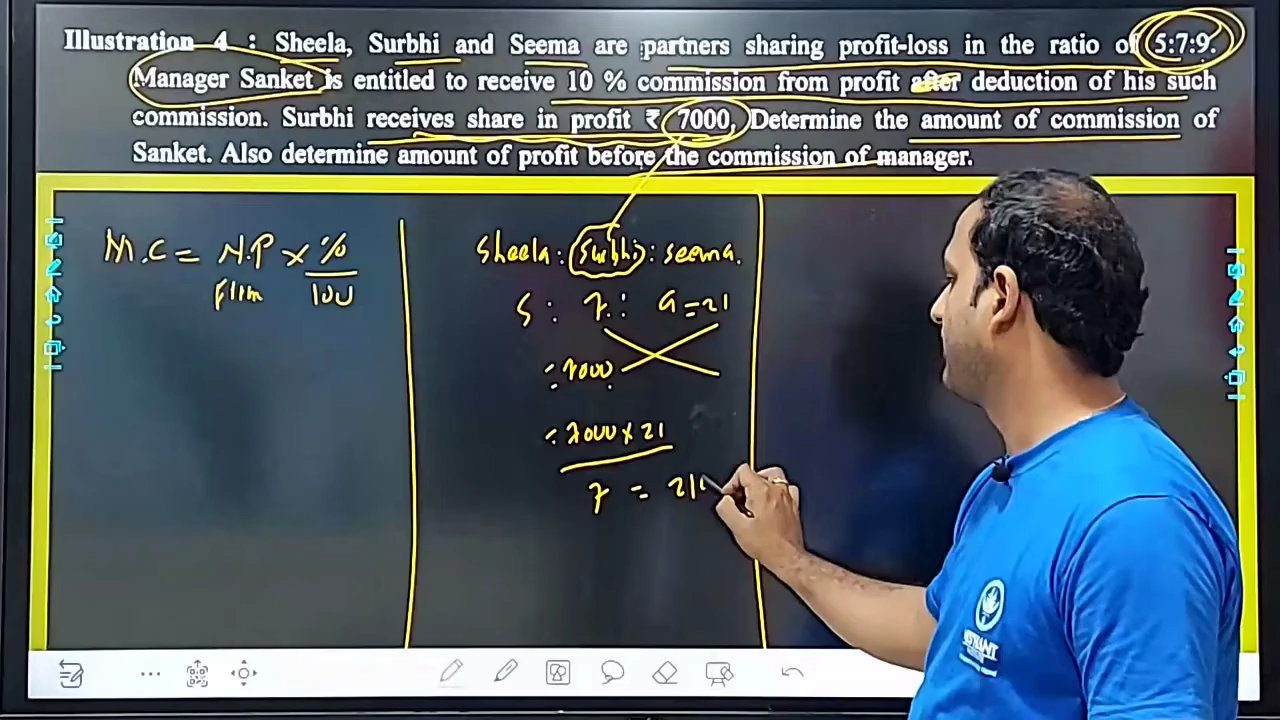 Illustration 4 : Sheela, Surbhi and Seema are partners sharing profit-loss in the ratio of 5:7:9.
Manager Sanket is entitled to receive 10 % commission from profit after deduction of his such
commission. Surbhi receives share in profit ₹ 7000. Determine the amount of commission of
Sanket. Also determine amount of profit before the commission of manager.
M.C = N.P × %
100
Sheela : Surbhi : Seema.
5 : 7 : 9 = 21
: 7000
: 7000 × 21
7 = 21